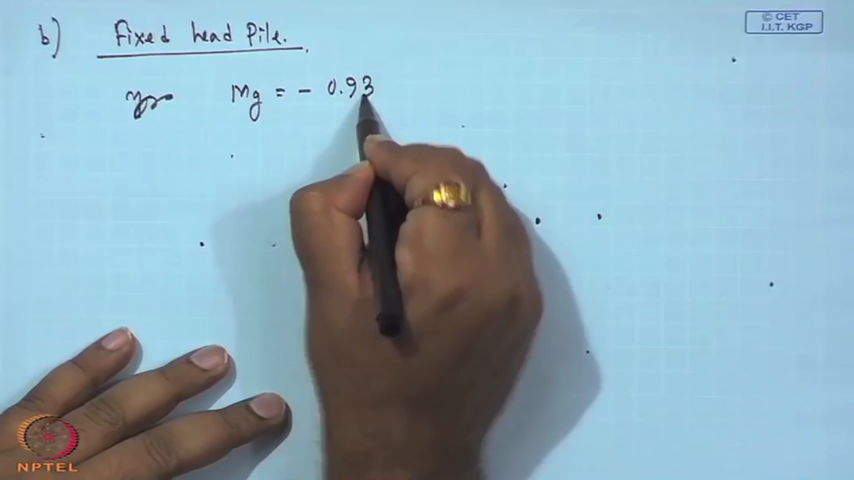 © CET
I.I.T. KGP
b) Fixed head Pile.
Mg = - 0.93
NPTEL